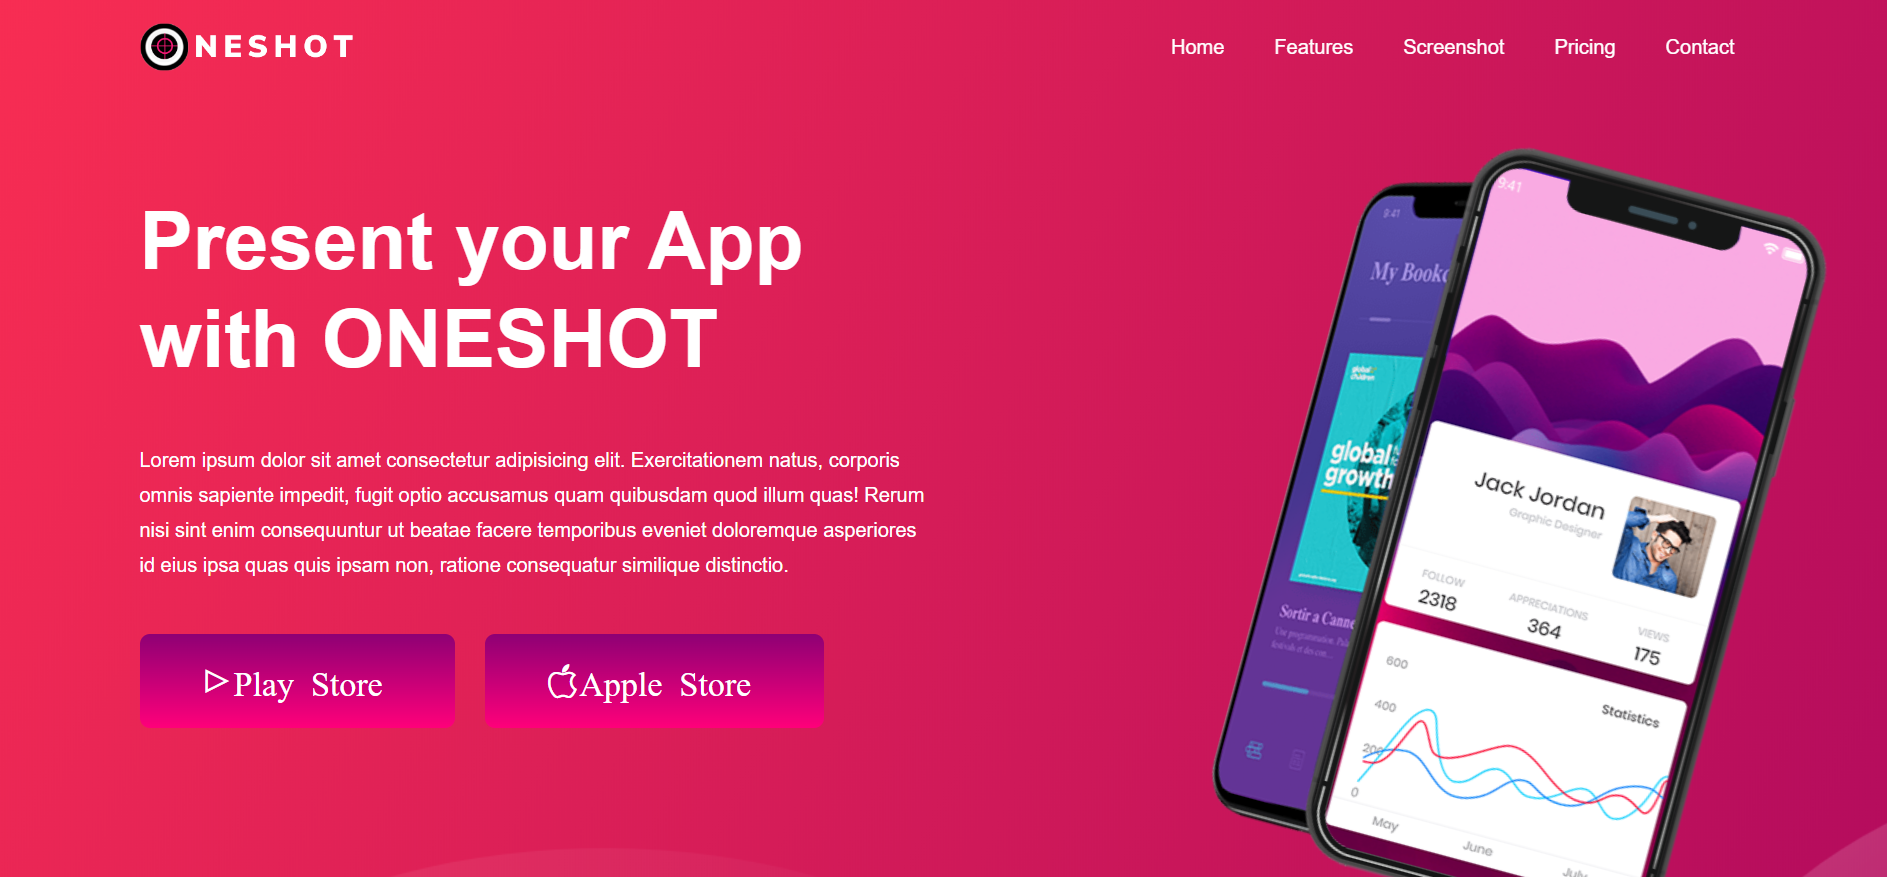 NESHOT
Home Features Screenshot Pricing Contact
Present your App
with ONESHOT
Lorem ipsum dolor sit amet consectetur adipisicing elit. Exercitationem natus, corporis
omnis sapiente impedit, fugit optio accusamus quam quibusdam quod illum quas! Rerum
nisi sint enim consequuntur ut beatae facere temporibus eveniet doloremque asperiores
id eius ipsa quas quis ipsam non, ratione consequatur similique distinctio.
Play Store
Apple Store
9:41
My Bookc
global
children
global
growth
Sortir a Canne
9:41
Jack Jordan
Graphic Designer
FOLLOW
2318
APPRECIATIONS
364
VIEWS
175
Statistics
600
400
200
0
May
June
July